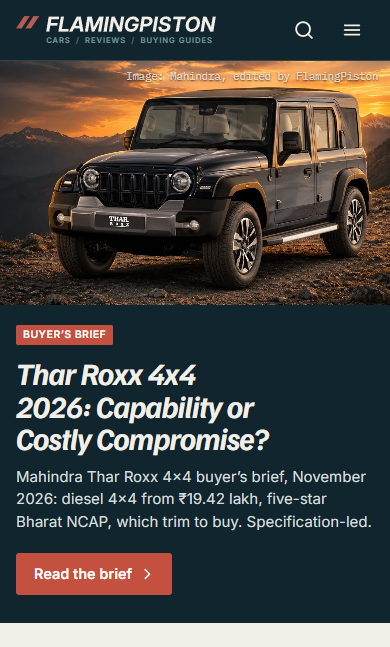 FLAMINGPISTON
CARS / REVIEWS / BUYING GUIDES
Image: Mahindra, edited by FlamingPiston
THAR
ROXX
BUYER'S BRIEF
Thar Roxx 4x4
2026: Capability or
Costly Compromise?
Mahindra Thar Roxx 4×4 buyer's brief, November
2026: diesel 4×4 from ₹19.42 lakh, five-star
Bharat NCAP, which trim to buy. Specification-led.
Read the brief